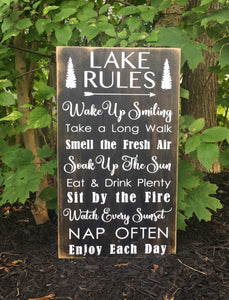 LAKE
RULES
Wake Up Smiling
Take a Long Walk
Smell the Fresh Air
Soak Up The Sun
Eat & Drink Plenty
Sit by the Fire
Watch Every Sunset
NAP OFTEN
Enjoy Each Day